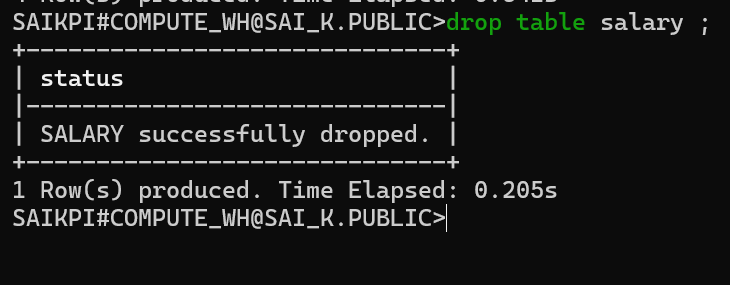 SAIKPI#COMPUTE_WH@SAI_K.PUBLIC>drop table salary ;
+-------------------------------+
| status                        |
|-------------------------------|
| SALARY successfully dropped.  |
+-------------------------------+
1 Row(s) produced. Time Elapsed: 0.205s
SAIKPI#COMPUTE_WH@SAI_K.PUBLIC>